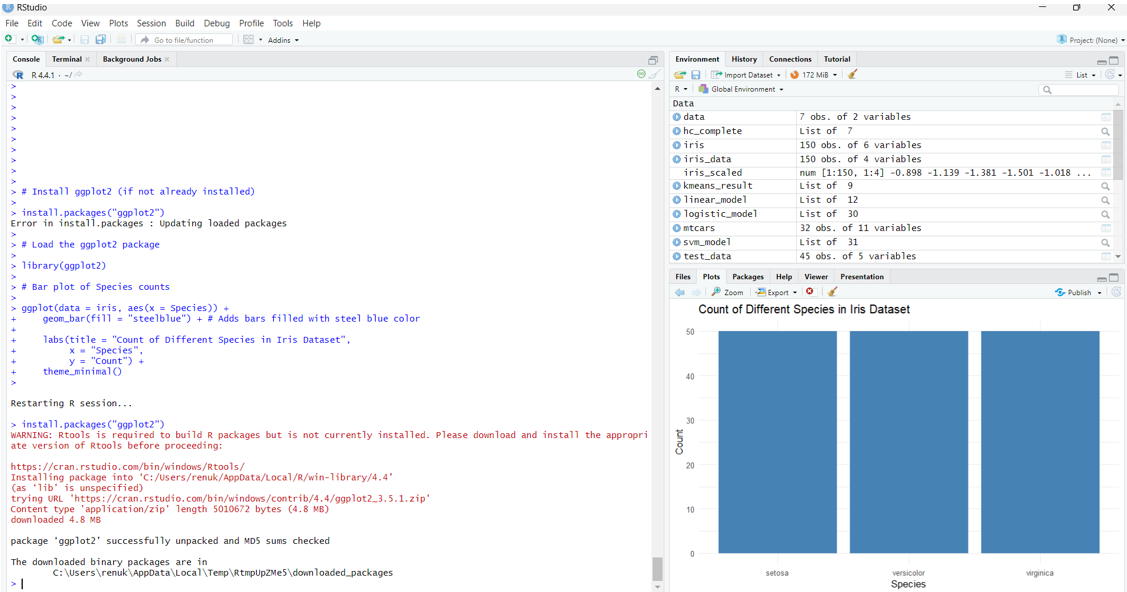 RStudio
File Edit Code View Plots Session Build Debug Profile Tools Help
Go to file/function Addins Project: (None)
Console Terminal Background Jobs
R R 4.4.1 · ~/
>
>
>
>
>
>
>
>
>
>
> # Install ggplot2 (if not already installed)
>
> install.packages("ggplot2")
Error in install.packages : Updating loaded packages
>
> # Load the ggplot2 package
>
> library(ggplot2)
>
> # Bar plot of Species counts
>
> ggplot(data = iris, aes(x = Species)) +
+ geom_bar(fill = "steelblue") + # Adds bars filled with steel blue color
+
+ labs(title = "Count of Different Species in Iris Dataset",
+ x = "Species",
+ y = "Count") +
+ theme_minimal()
>
Restarting R session...
> install.packages("ggplot2")
WARNING: Rtools is required to build R packages but is not currently installed. Please download and install the appropri
ate version of Rtools before proceeding:
https://cran.rstudio.com/bin/windows/Rtools/
Installing package into 'C:/Users/renuk/AppData/Local/R/win-library/4.4'
(as 'lib' is unspecified)
trying URL 'https://cran.rstudio.com/bin/windows/contrib/4.4/ggplot2_3.5.1.zip'
Content type 'application/zip' length 5010672 bytes (4.8 MB)
downloaded 4.8 MB
package 'ggplot2' successfully unpacked and MD5 sums checked
The downloaded binary packages are in
C:\Users\renuk\AppData\Local\Temp\RtmpUpZMe5\downloaded_packages
>
Environment History Connections Tutorial
Import Dataset 172 MiB List
R Global Environment
Data
data 7 obs. of 2 variables
hc_complete List of 7
iris 150 obs. of 6 variables
iris_data 150 obs. of 4 variables
iris_scaled num [1:150, 1:4] -0.898 -1.139 -1.381 -1.501 -1.018 ...
kmeans_result List of 9
linear_model List of 12
logistic_model List of 30
mtcars 32 obs. of 11 variables
svm_model List of 31
test_data 45 obs. of 5 variables
Files Plots Packages Help Viewer Presentation
Zoom Export Publish
Count of Different Species in Iris Dataset
50
40
30
20
10
0
Count
setosa versicolor virginica
Species